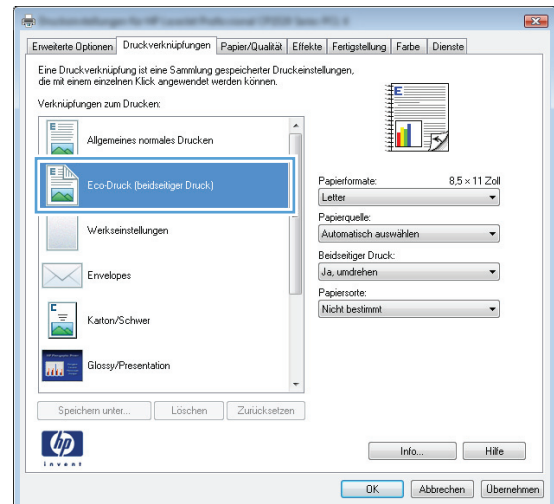 Erweiterte Optionen Druckverknüpfungen Papier/Qualität Effekte Fertigstellung Farbe Dienste
Eine Druckverknüpfung ist eine Sammlung gespeicherter Druckeinstellungen,
die mit einem einzelnen Klick angewendet werden können.
Verknüpfungen zum Drucken:
Allgemeines normales Drucken
Eco-Druck (beidseitiger Druck)
Werkseinstellungen
Envelopes
Karton/Schwer
Glossy/Presentation
Speichern unter... Löschen Zurücksetzen
E
Papierformate: 8,5 × 11 Zoll
Letter
Papierquelle:
Automatisch auswählen
Beidseitiger Druck:
Ja, umdrehen
Papiersorte:
Nicht bestimmt
hp
invent
Info... Hilfe
OK Abbrechen Übernehmen